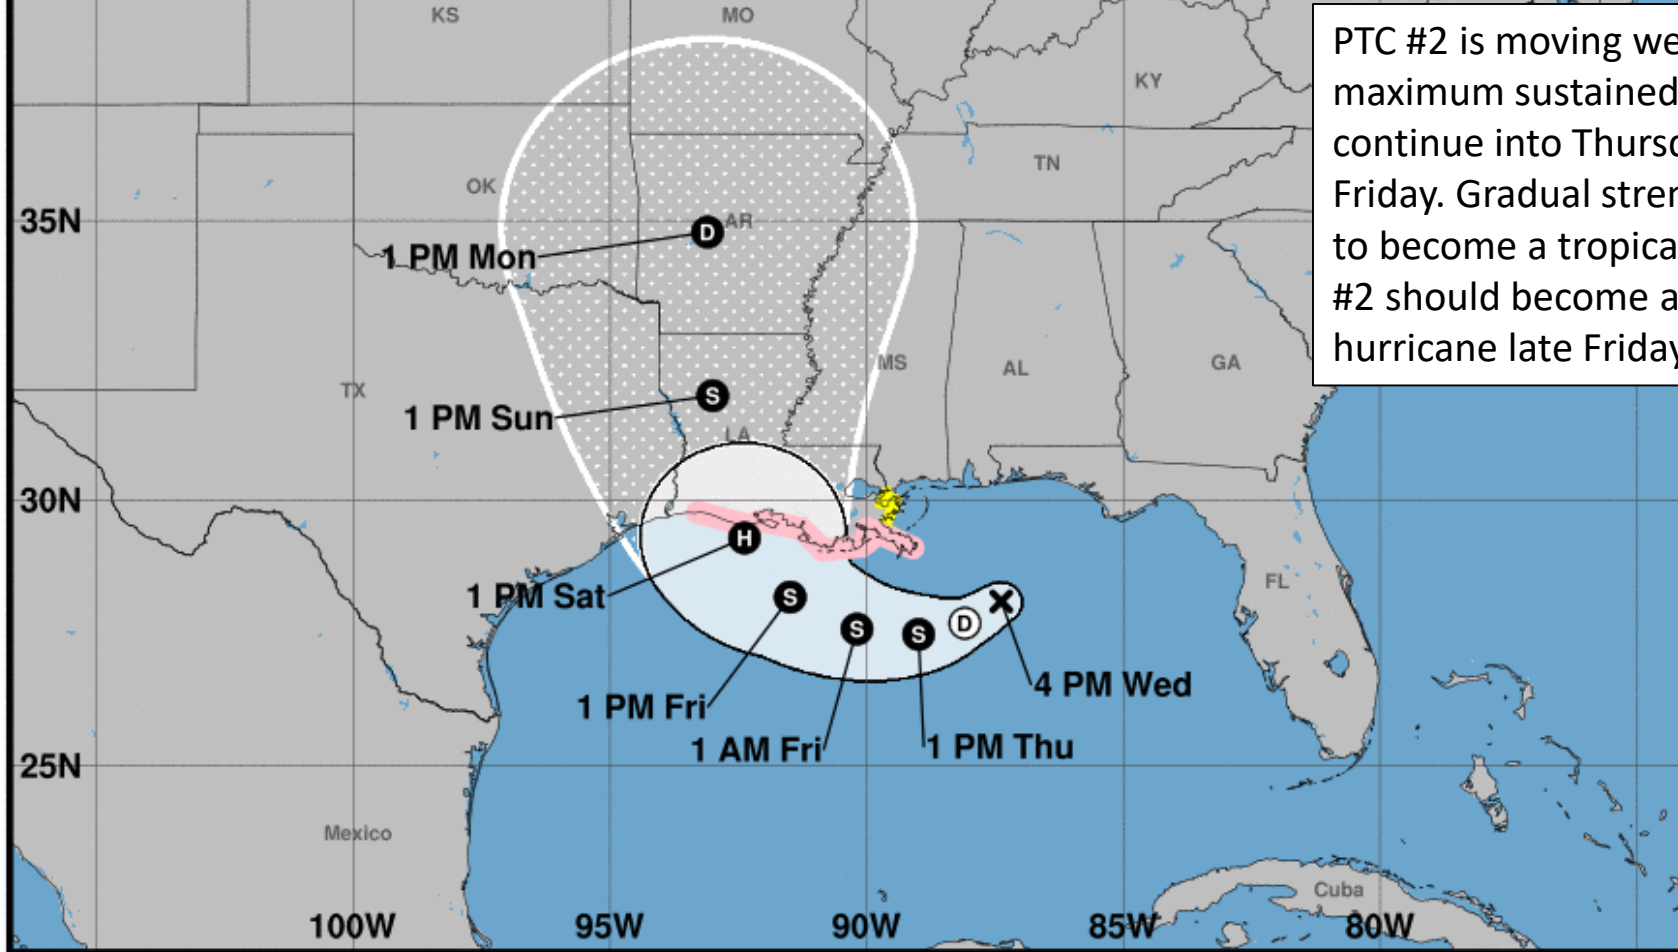 KS
MO
KY
OK
TN
35N
AR
1 PM Mon
TX
MS
AL
GA
1 PM Sun
LA
30N
H
S
D
1 PM Sat
FL
S
S
S
D
4 PM Wed
1 PM Fri
1 AM Fri
1 PM Thu
25N
Mexico
Cuba
100W
95W
90W
85W
80W
PTC #2 is moving we
maximum sustained
continue into Thursd
Friday. Gradual stren
to become a tropica
#2 should become a
hurricane late Friday